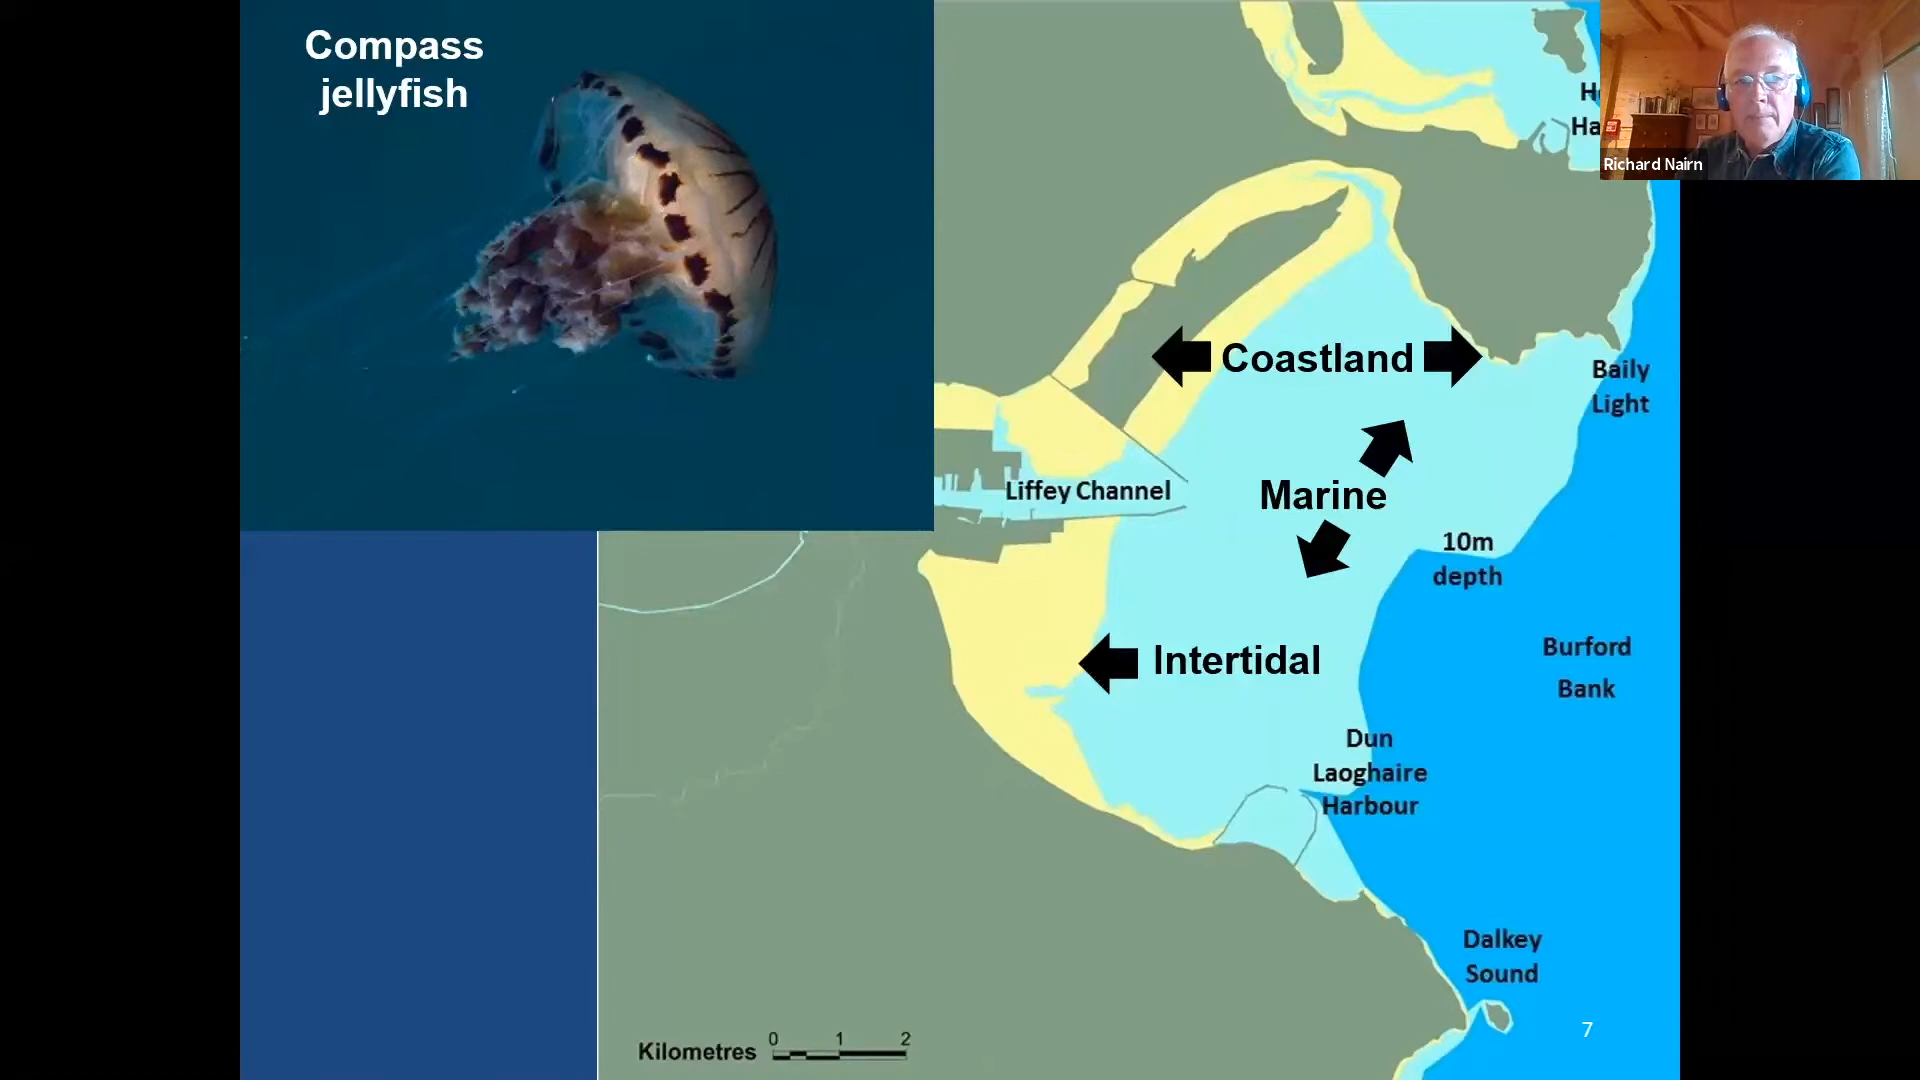 Compass
jellyfish
Richard Nairn
Coastland
Baily
Light
Liffey Channel
Marine
10m
depth
Burford
Bank
Intertidal
Dun
Laoghaire
Harbour
Dalkey
Sound
7
Kilometres 0 1 2